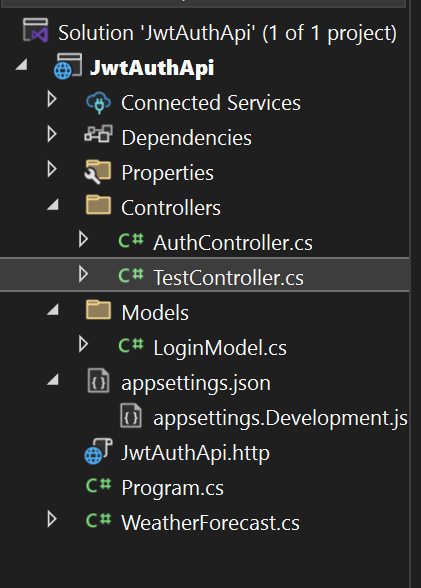 Solution 'JwtAuthApi' (1 of 1 project)
JwtAuthApi
Connected Services
Dependencies
Properties
Controllers
C# AuthController.cs
C# TestController.cs
Models
C# LoginModel.cs
appsettings.json
appsettings.Development.js
JwtAuthApi.http
C# Program.cs
C# WeatherForecast.cs